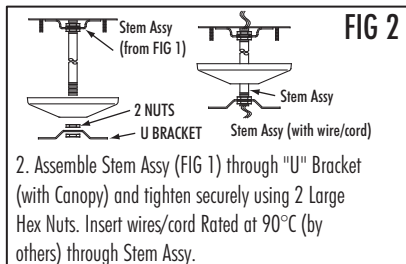 FIG 2
Stem Assy
(from FIG 1)
2 NUTS
U BRACKET
Stem Assy
Stem Assy (with wire/cord)
2. Assemble Stem Assy (FIG 1) through "U" Bracket
(with Canopy) and tighten securely using 2 Large
Hex Nuts. Insert wires/cord Rated at 90°C (by
others) through Stem Assy.